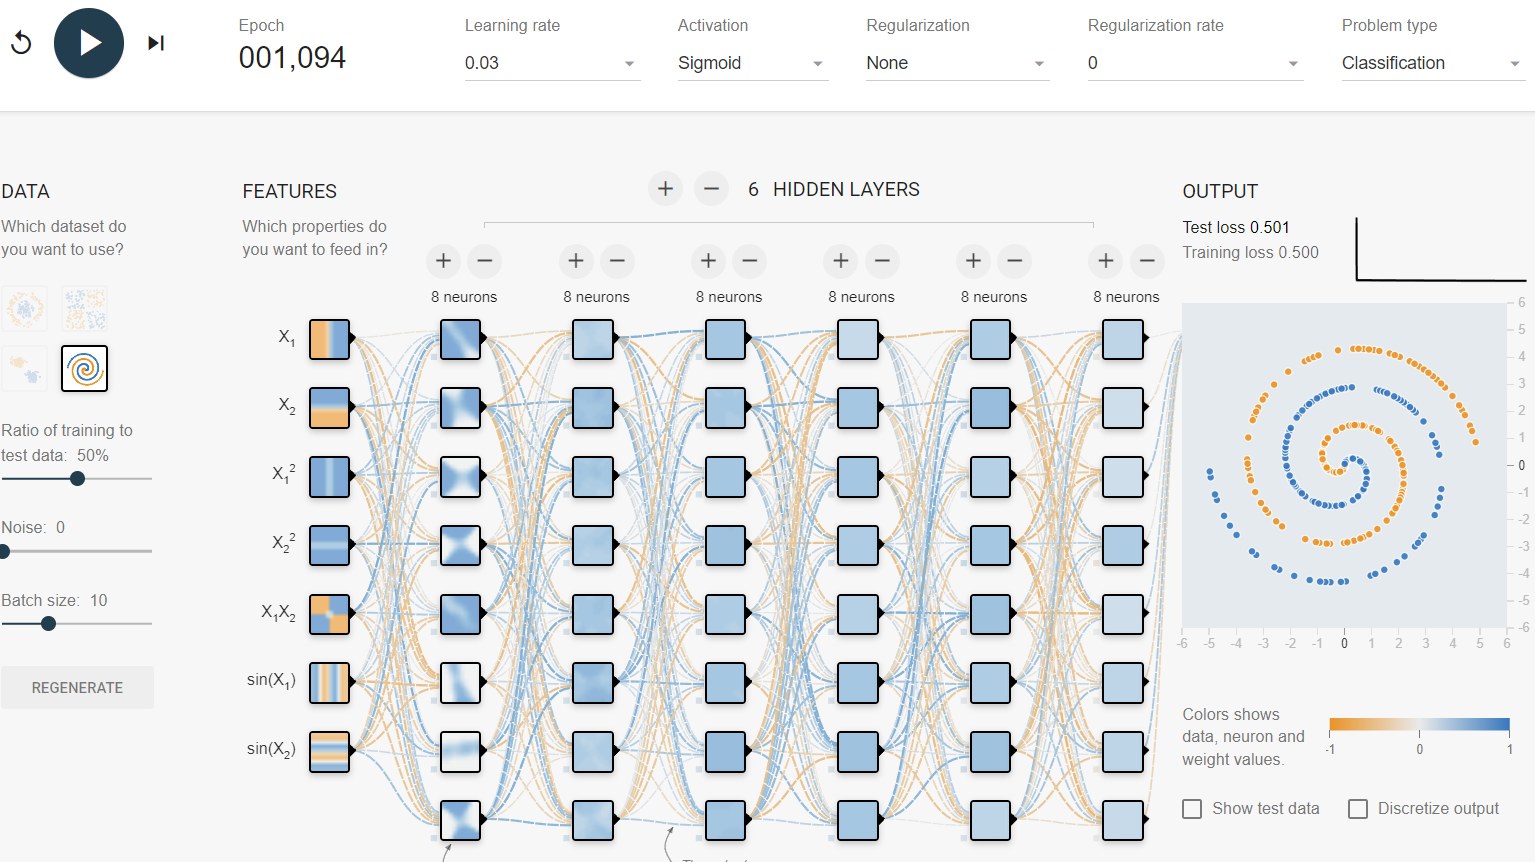 Epoch
001,094
Learning rate
0.03
Activation
Sigmoid
Regularization
None
Regularization rate
0
Problem type
Classification
DATA
Which dataset do
you want to use?
Ratio of training to
test data: 50%
Noise: 0
Batch size: 10
REGENERATE
FEATURES
Which properties do
you want to feed in?
X1
X2
X1²
X2²
X1X2
sin(X1)
sin(X2)
+ − 6 HIDDEN LAYERS
+ − + − + − + − + − + −
8 neurons 8 neurons 8 neurons 8 neurons 8 neurons 8 neurons
OUTPUT
Test loss 0.501
Training loss 0.500
6
5
4
3
2
1
0
-1
-2
-3
-4
-5
-6
-6 -5 -4 -3 -2 -1 0 1 2 3 4 5 6
Colors shows
data, neuron and
weight values.
-1 0 1
Show test data
Discretize output